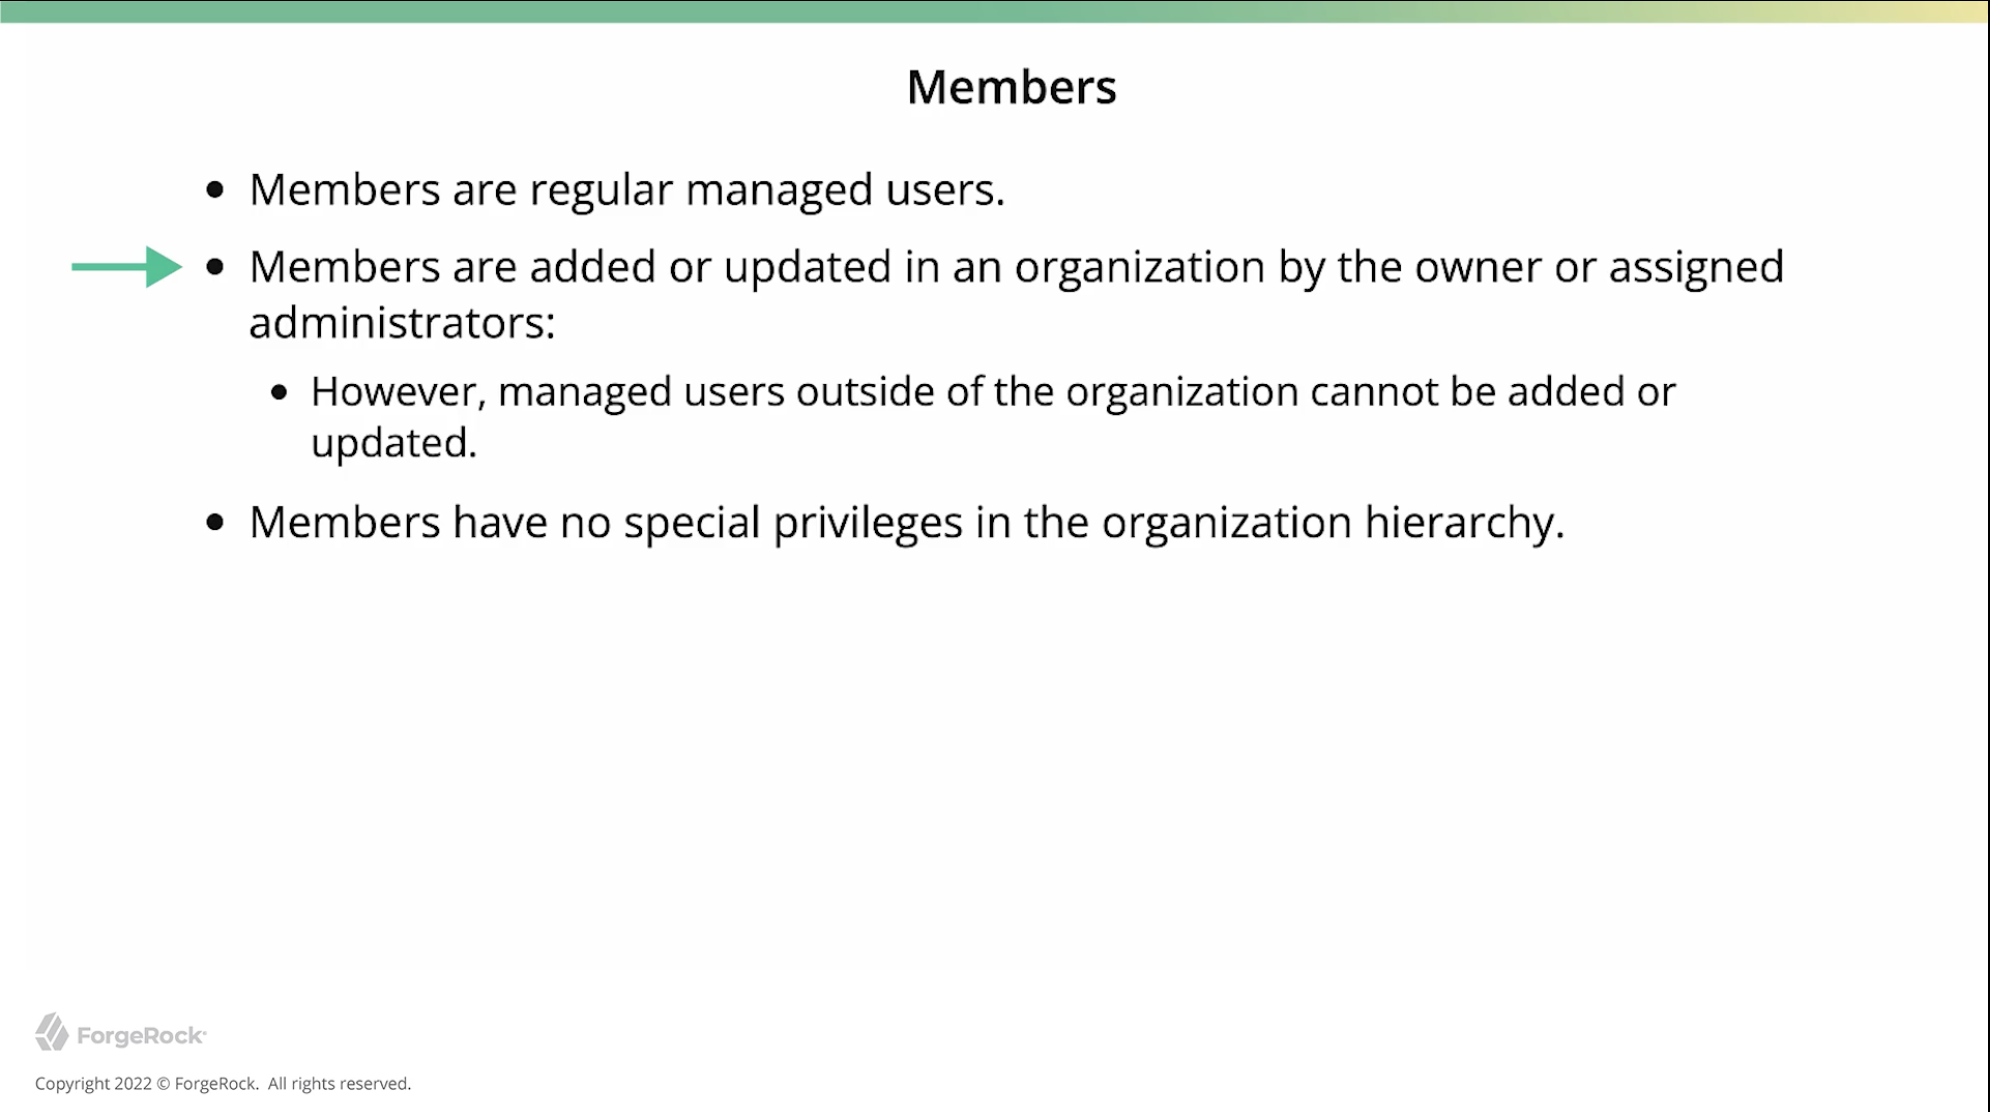 Members
• Members are regular managed users.
• Members are added or updated in an organization by the owner or assigned
administrators:
• However, managed users outside of the organization cannot be added or
updated.
• Members have no special privileges in the organization hierarchy.
ForgeRock
Copyright 2022 © ForgeRock. All rights reserved.